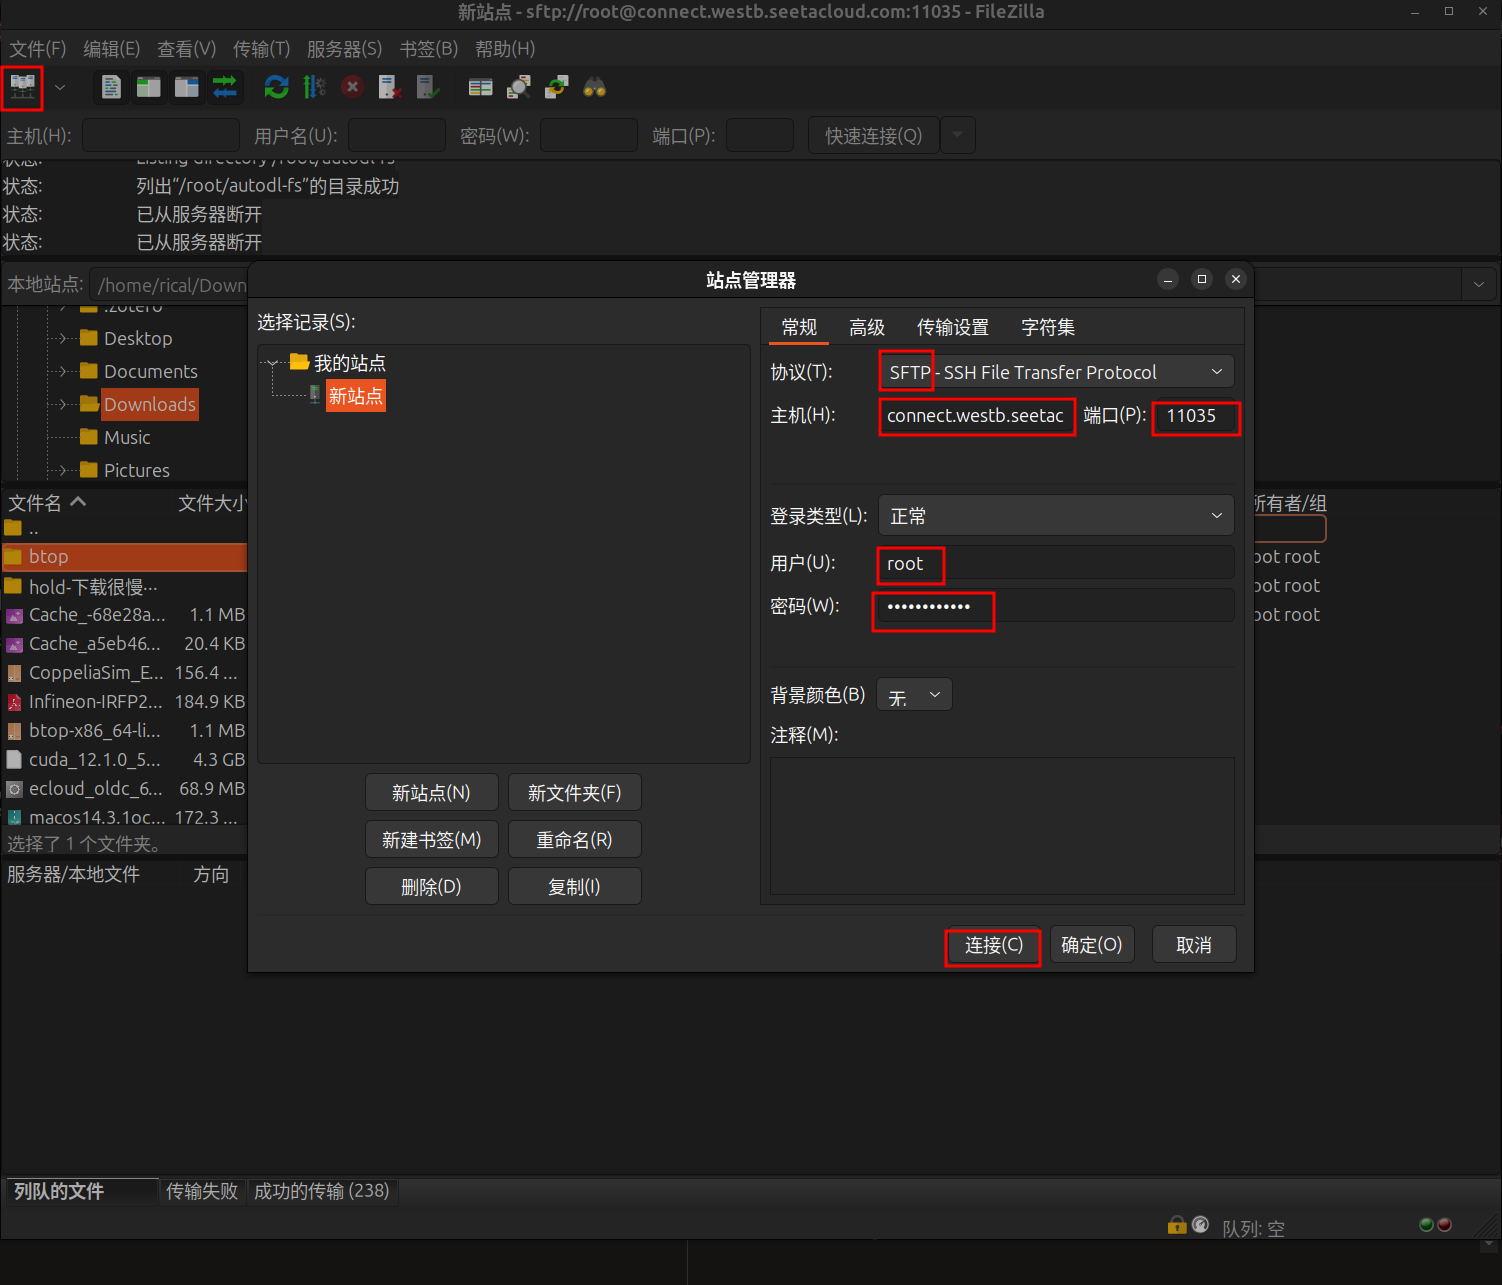 新站点 - sftp://root@connect.westb.seetacloud.com:11035 - FileZilla
文件(F) 编辑(E) 查看(V) 传输(T) 服务器(S) 书签(B) 帮助(H)
主机(H): 用户名(U): 密码(W): 端口(P): 快速连接(Q)
状态: Listing directory /root/autodl-fs
状态: 列出“/root/autodl-fs”的目录成功
状态: 已从服务器断开
状态: 已从服务器断开
本地站点: /home/rical/Down
.zotero
Desktop
Documents
Downloads
Music
Pictures
文件名 文件大小
..
btop
hold-下载很慢…
Cache_-68e28a... 1.1 MB
Cache_a5eb46... 20.4 KB
CoppeliaSim_E... 156.4 ...
Infineon-IRFP2... 184.9 KB
btop-x86_64-li... 1.1 MB
cuda_12.1.0_5... 4.3 GB
ecloud_oldc_6... 68.9 MB
macos14.3.1oc... 172.3 ...
选择了 1 个文件夹。
服务器/本地文件 方向
站点管理器
选择记录(S):
我的站点
新站点
新站点(N) 新文件夹(F)
新建书签(M) 重命名(R)
删除(D) 复制(I)
常规 高级 传输设置 字符集
协议(T): SFTP - SSH File Transfer Protocol
主机(H): connect.westb.seetac 端口(P): 11035
登录类型(L): 正常
用户(U): root
密码(W): ••••••••••••
背景颜色(B) 无
注释(M):
连接(C) 确定(O) 取消
所有者/组
oot root
oot root
oot root
列队的文件 传输失败 成功的传输 (238)
队列: 空